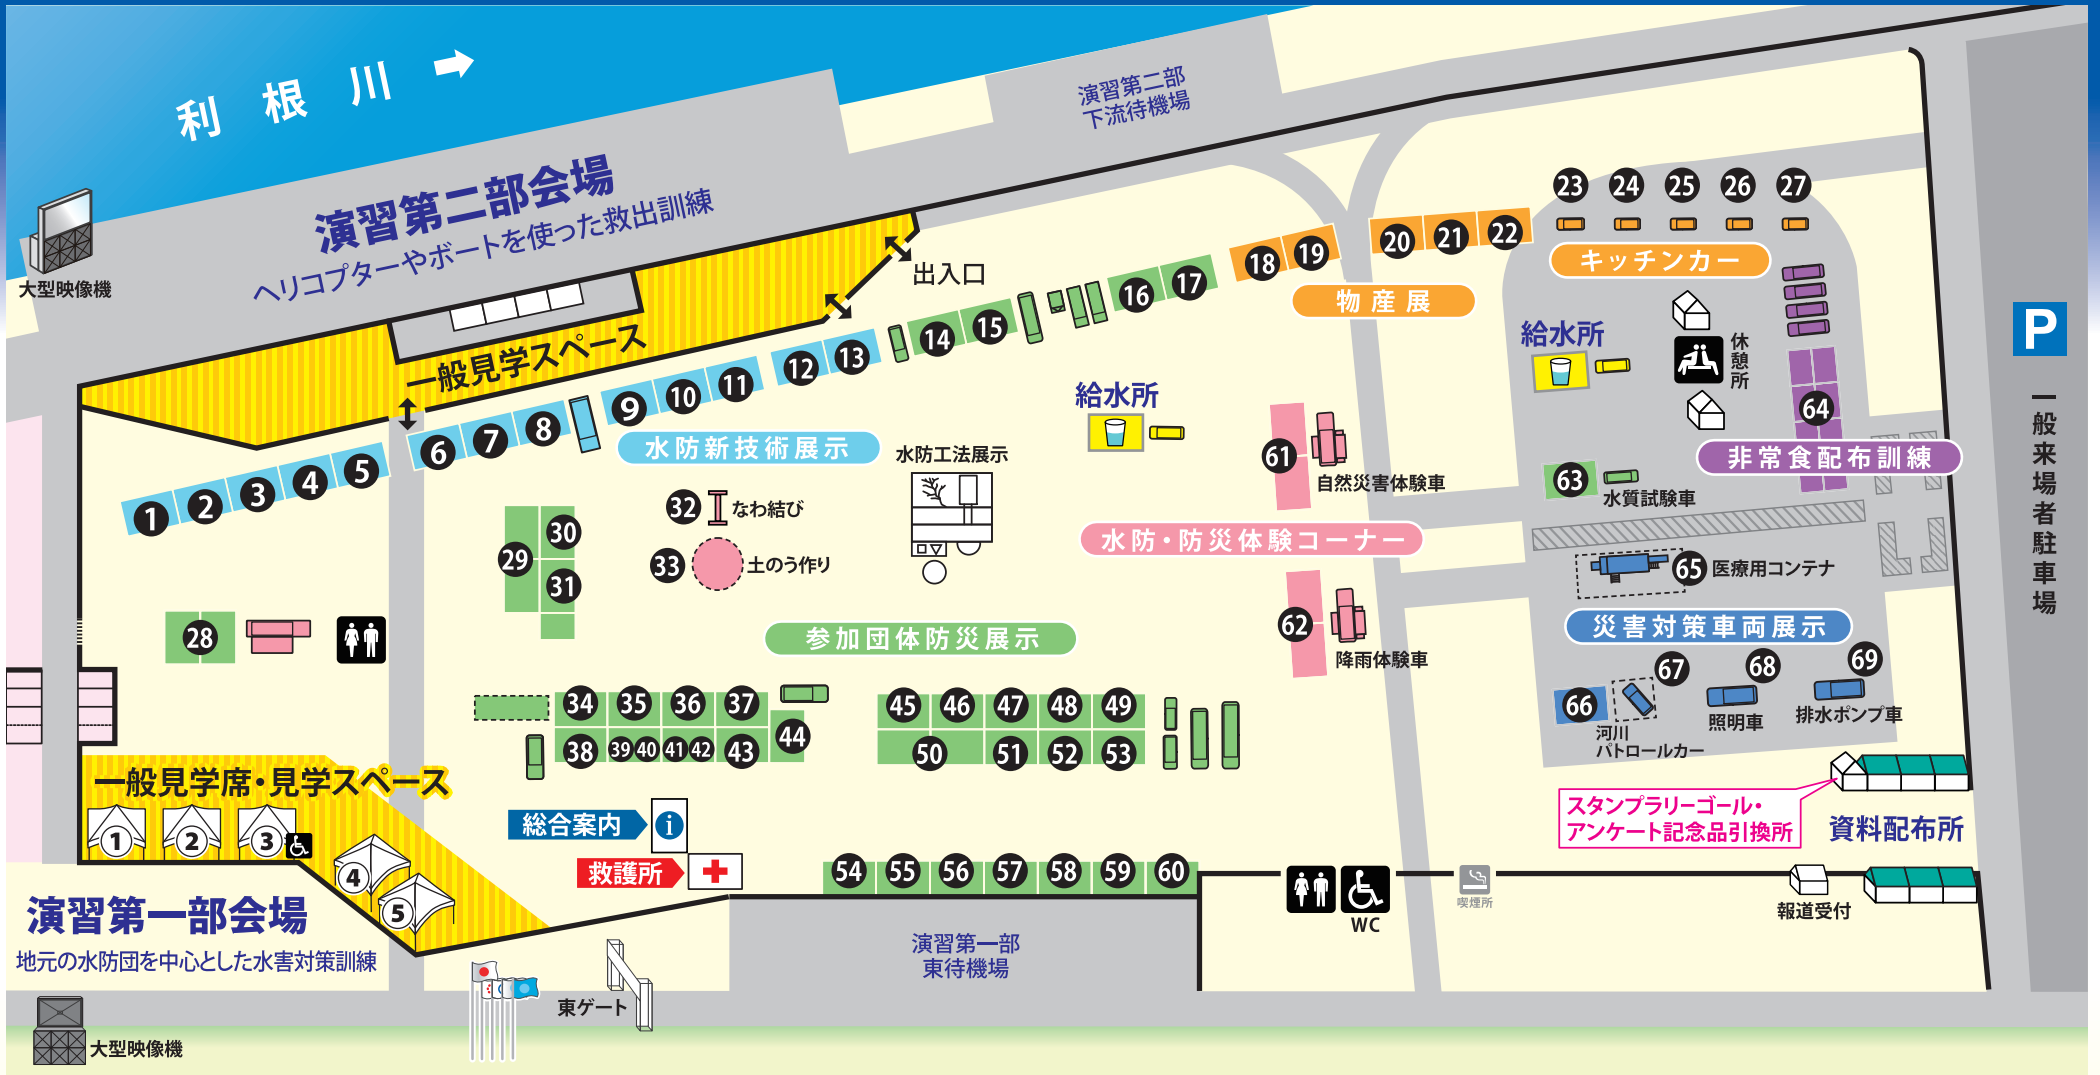 利根川
演習第二部会場
ヘリコプターやボートを使った救出訓練
演習第二部
下流待機場
大型映像機
出入口
一般見学スペース
23 24 25 26 27
キッチンカー
18 19 20 21 22
物産展
14 15 16 17
1 2 3 4 5 6 7 8 9 10 11 12 13
水防新技術展示
給水所
給水所
休憩所
64
非常食配布訓練
P
一般来場者駐車場
水防工法展示
32 なわ結び
33 土のう作り
29 30 31
61
自然災害体験車
水防・防災体験コーナー
62
降雨体験車
63
水質試験車
65 医療用コンテナ
災害対策車両展示
66 67 68 69
河川
パトロールカー
照明車
排水ポンプ車
28
参加団体防災展示
34 35 36 37
38 39 40 41 42 43 44
45 46 47 48 49
50 51 52 53
一般見学席・見学スペース
1 2 3 4 5
総合案内
i
救護所
54 55 56 57 58 59 60
スタンプラリーゴール・
アンケート記念品引換所
資料配布所
報道受付
WC
喫煙所
演習第一部会場
地元の水防団を中心とした水害対策訓練
演習第一部
東待機場
東ゲート
大型映像機